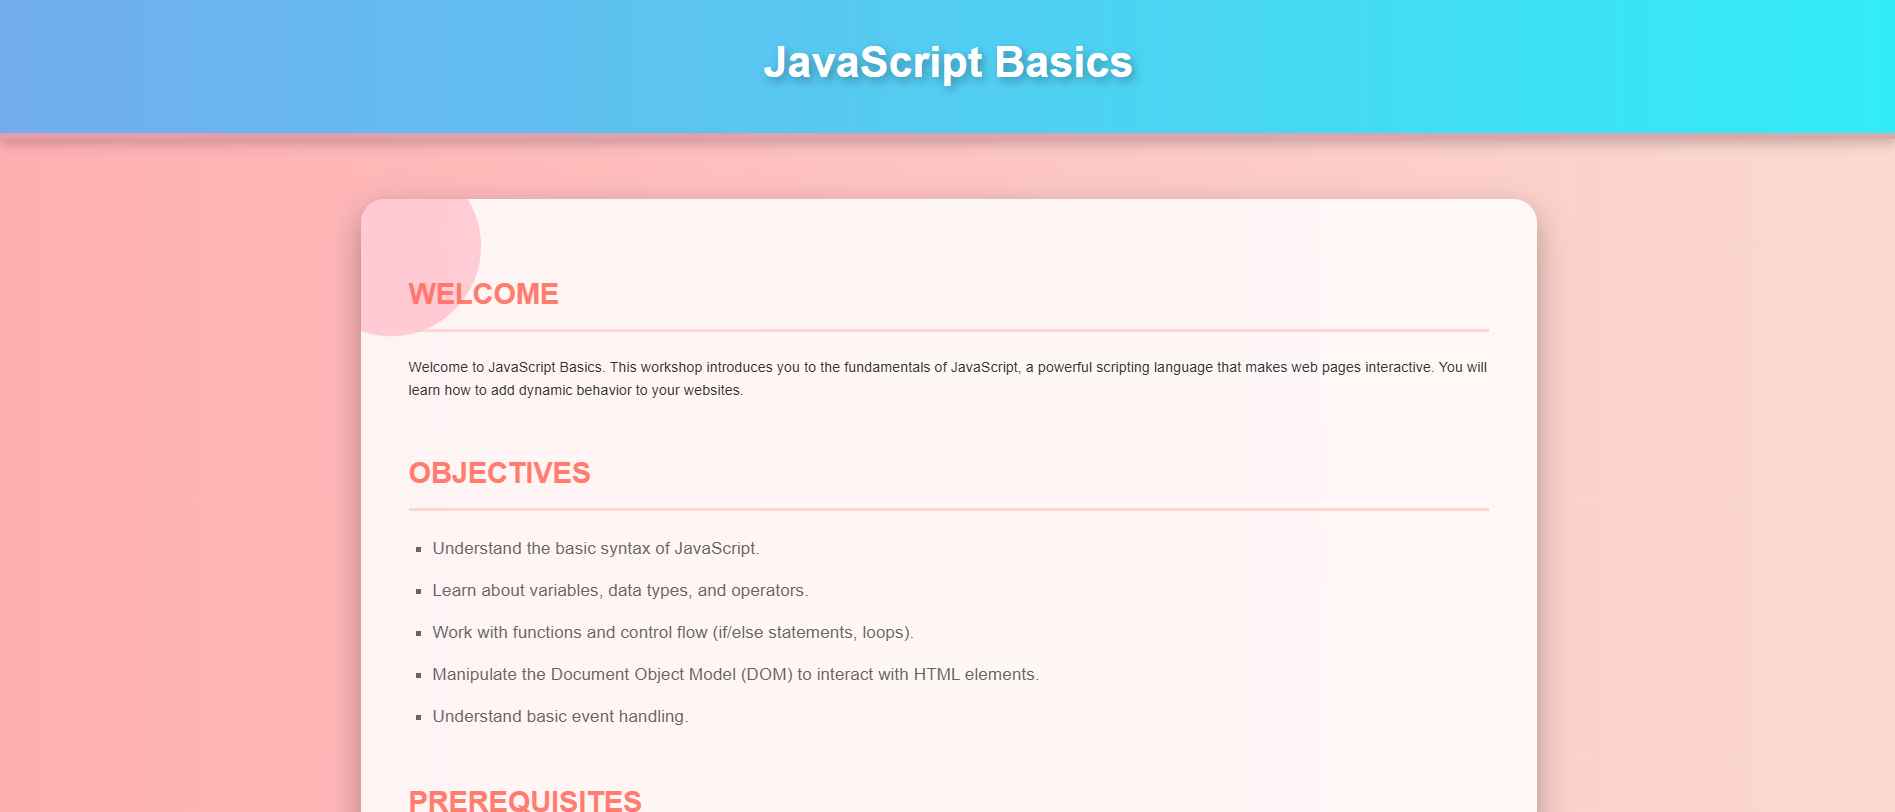 JavaScript Basics
WELCOME
Welcome to JavaScript Basics. This workshop introduces you to the fundamentals of JavaScript, a powerful scripting language that makes web pages interactive. You will
learn how to add dynamic behavior to your websites.
OBJECTIVES
Understand the basic syntax of JavaScript.
Learn about variables, data types, and operators.
Work with functions and control flow (if/else statements, loops).
Manipulate the Document Object Model (DOM) to interact with HTML elements.
Understand basic event handling.
PREREQUISITES